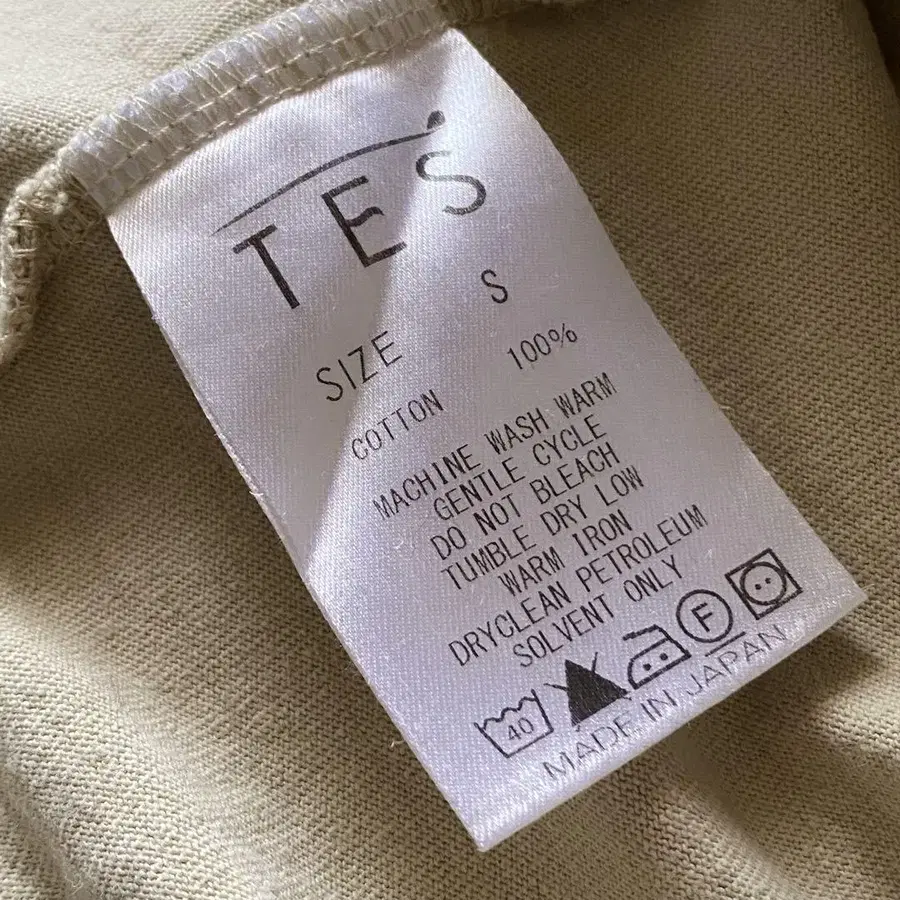 TES
SIZE S
COTTON 100%
MACHINE WASH WARM
GENTLE CYCLE
DO NOT BLEACH
TUMBLE DRY LOW
WARM IRON
DRYCLEAN PETROLEUM
SOLVENT ONLY
40 F
MADE IN JAPAN